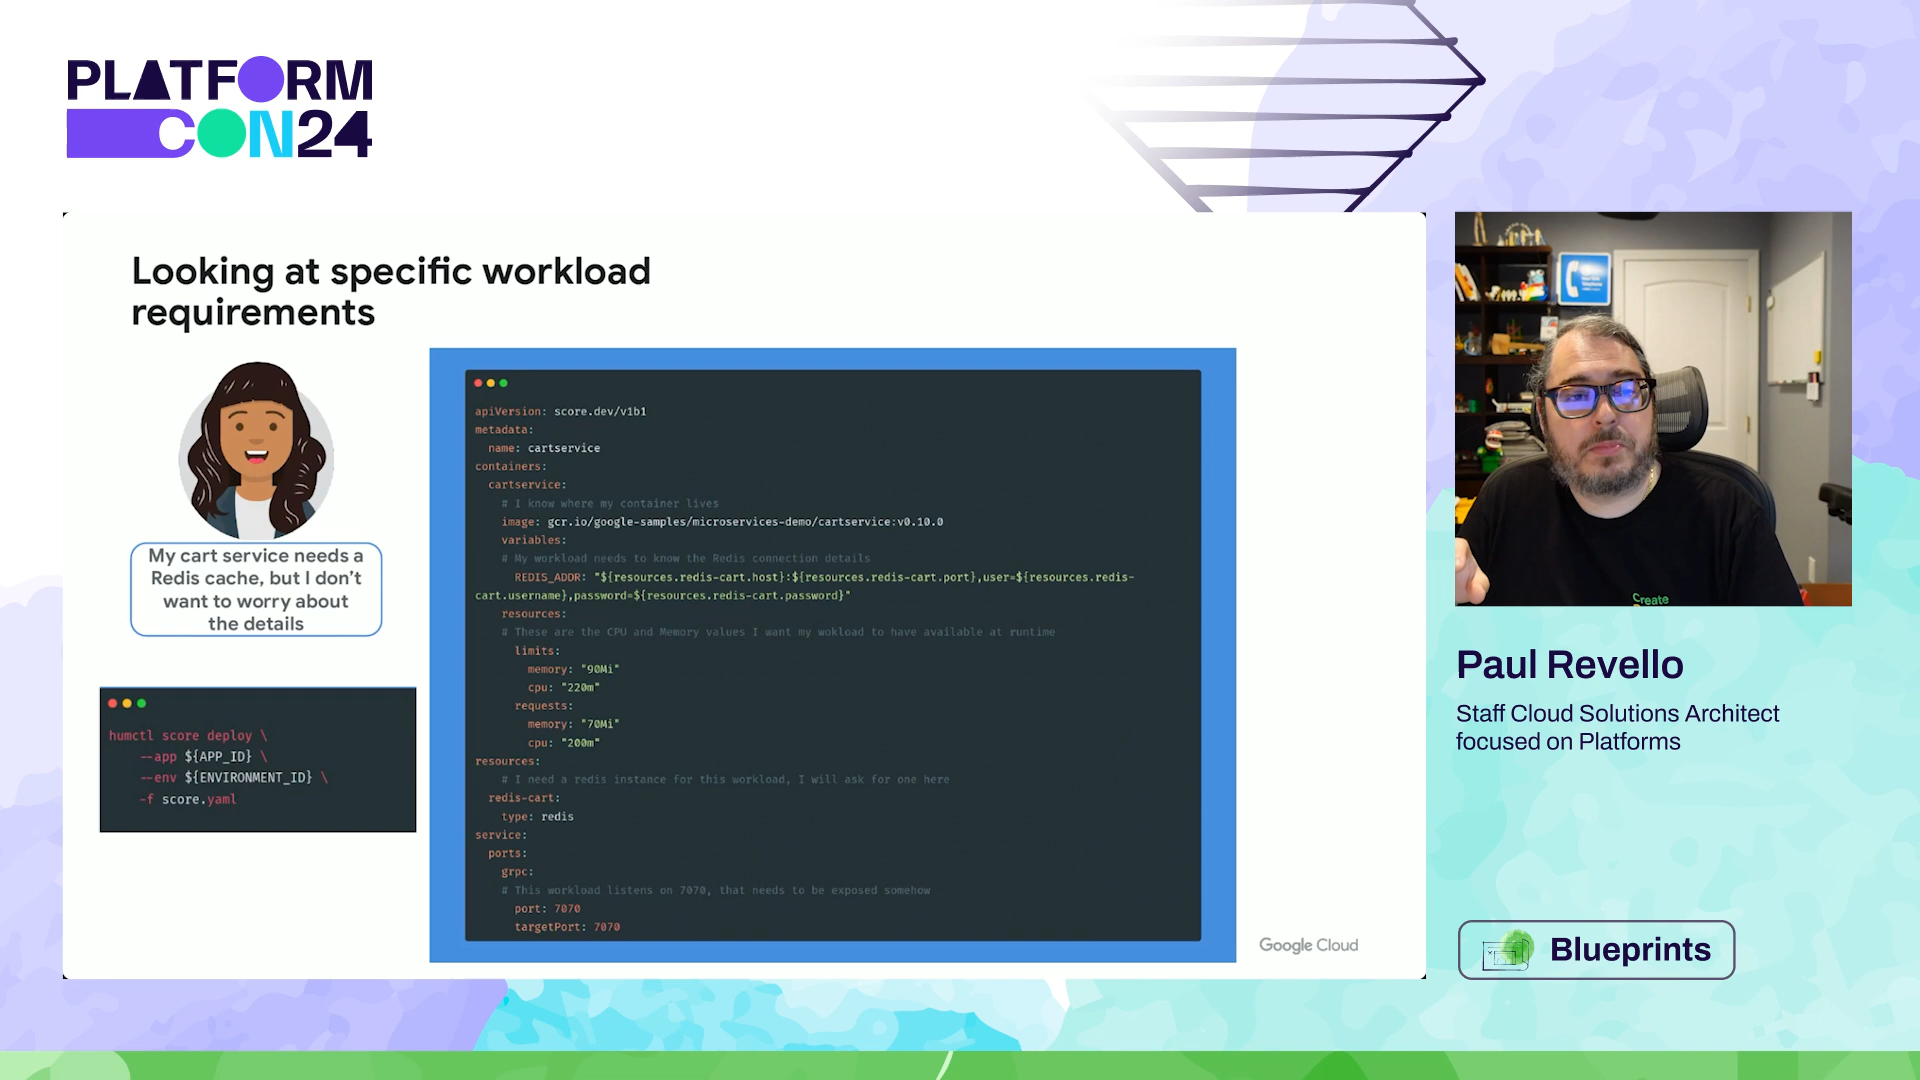 PLATFORM
CON24
Looking at specific workload
requirements
My cart service needs a
Redis cache, but I don't
want to worry about
the details
humctl score deploy \
--app ${APP_ID} \
--env ${ENVIRONMENT_ID} \
-f score.yaml
apiVersion: score.dev/v1b1
metadata:
name: cartservice
containers:
cartservice:
# I know where my container lives
image: gcr.io/google-samples/microservices-demo/cartservice:v0.10.0
variables:
# My workload needs to know the Redis connection details
REDIS_ADDR: "${resources.redis-cart.host}:${resources.redis-cart.port},user=${resources.redis-
cart.username},password=${resources.redis-cart.password}"
resources:
# These are the CPU and Memory values I want my wokload to have available at runtime
limits:
memory: "90Mi"
cpu: "220m"
requests:
memory: "70Mi"
cpu: "200m"
resources:
# I need a redis instance for this workload, I will ask for one here
redis-cart:
type: redis
service:
ports:
grpc:
# This workload listens on 7070, that needs to be exposed somehow
port: 7070
targetPort: 7070
Google Cloud
Create
Paul Revello
Staff Cloud Solutions Architect
focused on Platforms
Blueprints